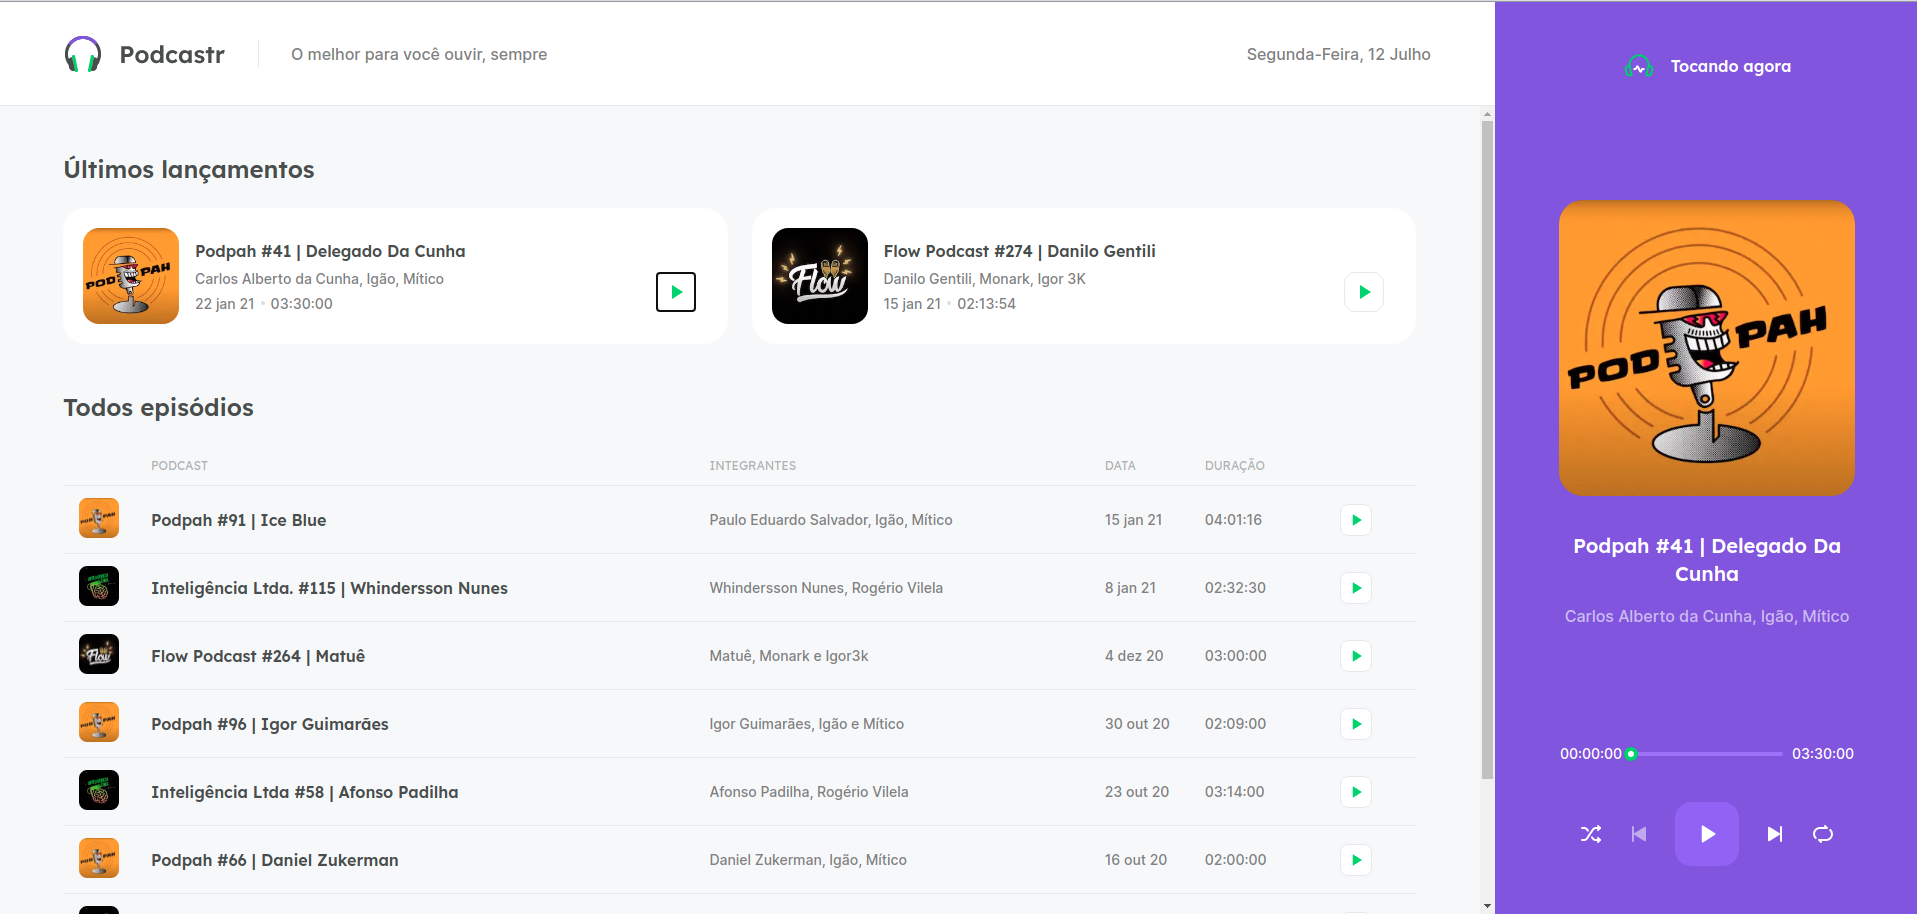 Podcastr
O melhor para você ouvir, sempre
Segunda-Feira, 12 Julho
Últimos lançamentos
PODPAH
Podpah #41 | Delegado Da Cunha
Carlos Alberto da Cunha, Igão, Mítico
22 jan 21 • 03:30:00
Flow
Flow Podcast #274 | Danilo Gentili
Danilo Gentili, Monark, Igor 3K
15 jan 21 • 02:13:54
Todos episódios
PODCAST INTEGRANTES DATA DURAÇÃO
Podpah #91 | Ice Blue Paulo Eduardo Salvador, Igão, Mítico 15 jan 21 04:01:16
Inteligência Ltda. #115 | Whindersson Nunes Whindersson Nunes, Rogério Vilela 8 jan 21 02:32:30
Flow
Flow Podcast #264 | Matuê Matuê, Monark e Igor3k 4 dez 20 03:00:00
Podpah #96 | Igor Guimarães Igor Guimarães, Igão e Mítico 30 out 20 02:09:00
Inteligência Ltda #58 | Afonso Padilha Afonso Padilha, Rogério Vilela 23 out 20 03:14:00
Podpah #66 | Daniel Zukerman Daniel Zukerman, Igão, Mítico 16 out 20 02:00:00
Tocando agora
PODPAH
Podpah #41 | Delegado Da
Cunha
Carlos Alberto da Cunha, Igão, Mítico
00:00:00 03:30:00